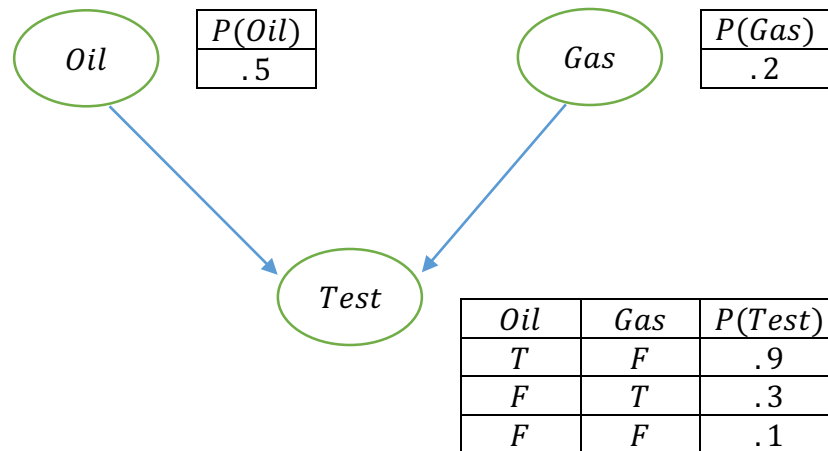 Oil
P(Oil)
.5
Gas
P(Gas)
.2
Test
Oil Gas P(Test)
T F .9
F T .3
F F .1